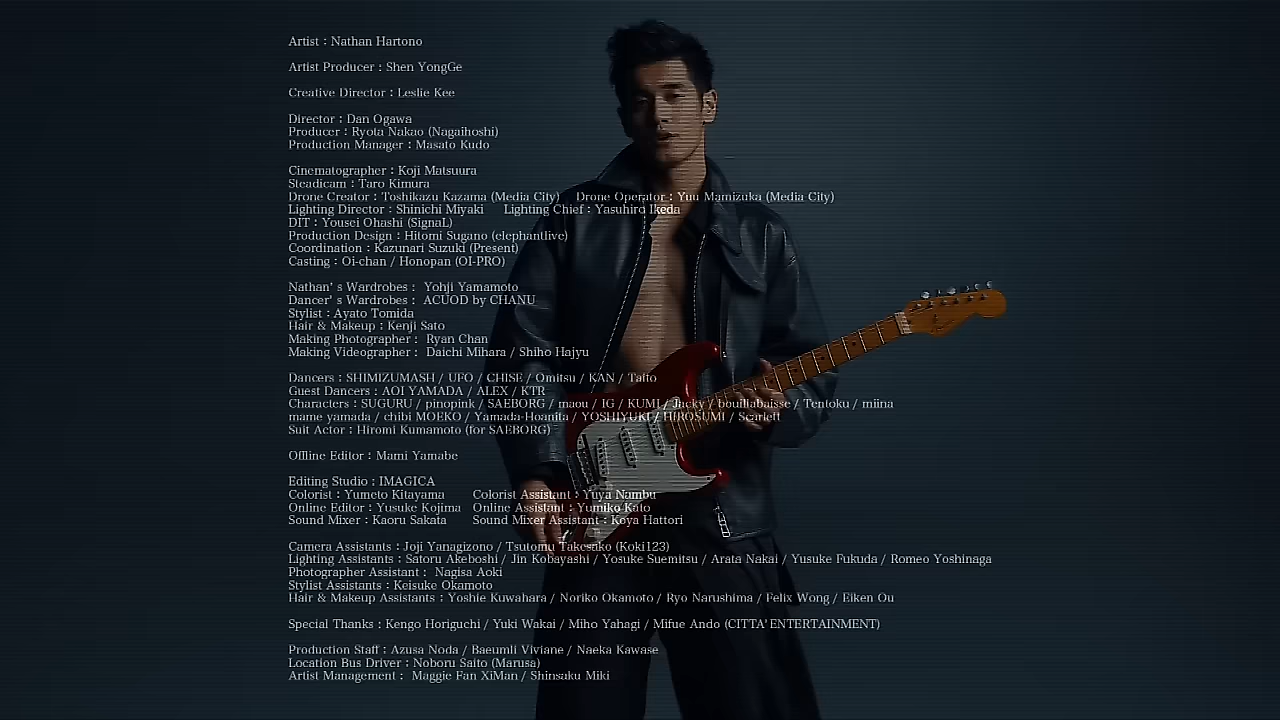 Artist : Nathan Hartono
Artist Producer : Shen YongGe
Creative Director : Leslie Kee
Director : Dan Ogawa
Producer : Ryota Nakao (Nagaihoshi)
Production Manager : Masato Kudo
Cinematographer : Koji Matsuura
Steadicam : Taro Kimura
Drone Creator : Toshikazu Kazama (Media City) Drone Operator : Yuu Mamizuka (Media City)
Lighting Director : Shinichi Miyaki Lighting Chief : Yasuhiro Ikeda
DIT : Yousei Ohashi (SignaL)
Production Design : Hitomi Sugano (elephantlive)
Coordination : Kazunari Suzuki (Present)
Casting : Oi-chan / Honopan (OI-PRO)
Nathan's Wardrobes : Yohji Yamamoto
Dancer's Wardrobes : ACUOD by CHANU
Stylist : Ayato Tomida
Hair & Makeup : Kenji Sato
Making Photographer : Ryan Chan
Making Videographer : Daichi Mihara / Shiho Hajyu
Dancers : SHIMIZUMASH / UFO / CHISE / Omitsu / KAN / Taito
Guest Dancers : AOI YAMADA / ALEX / KTR
Characters : SUGURU / pinopink / SAEBORG / maou / IG / KUMI / Jacky / bouillabaisse / Tentoku / miina
came yamada / chibi MOEKO / Yamada-Hoanita / YOSHIYUKI / HIROSUMI / Scarlett
Suit Actor : Hiromi Kumamoto (for SAEBORG)
Offline Editor : Mami Yamabe
Editing Studio : IMAGICA
Colorist : Yumeto Kitayama Colorist Assistant : Yuya Nambu
Online Editor : Yusuke Kojima Online Assistant : Yumiko Kato
Sound Mixer : Kaoru Sakata Sound Mixer Assistant : Koya Hattori
Camera Assistants : Joji Yanagizono / Tsutomu Takesako (Koki123)
Lighting Assistants : Satoru Akeboshi / Jin Kobayashi / Yosuke Suemitsu / Arata Nakai / Yusuke Fukuda / Romeo Yoshinaga
Photographer Assistant : Nagisa Aoki
Stylist Assistants : Keisuke Okamoto
Hair & Makeup Assistants : Yoshie Kuwahara / Noriko Okamoto / Ryo Narushima / Felix Wong / Eiken Ou
Special Thanks : Kengo Horiguchi / Yuki Wakai / Miho Yahagi / Mifue Ando (CITTA' ENTERTAINMENT)
Production Staff : Azusa Noda / Baeumli Viviane / Naeka Kawase
Location Bus Driver : Noboru Saito (Marusa)
Artist Management : Maggie Fan XiMan / Shinsaku Miki